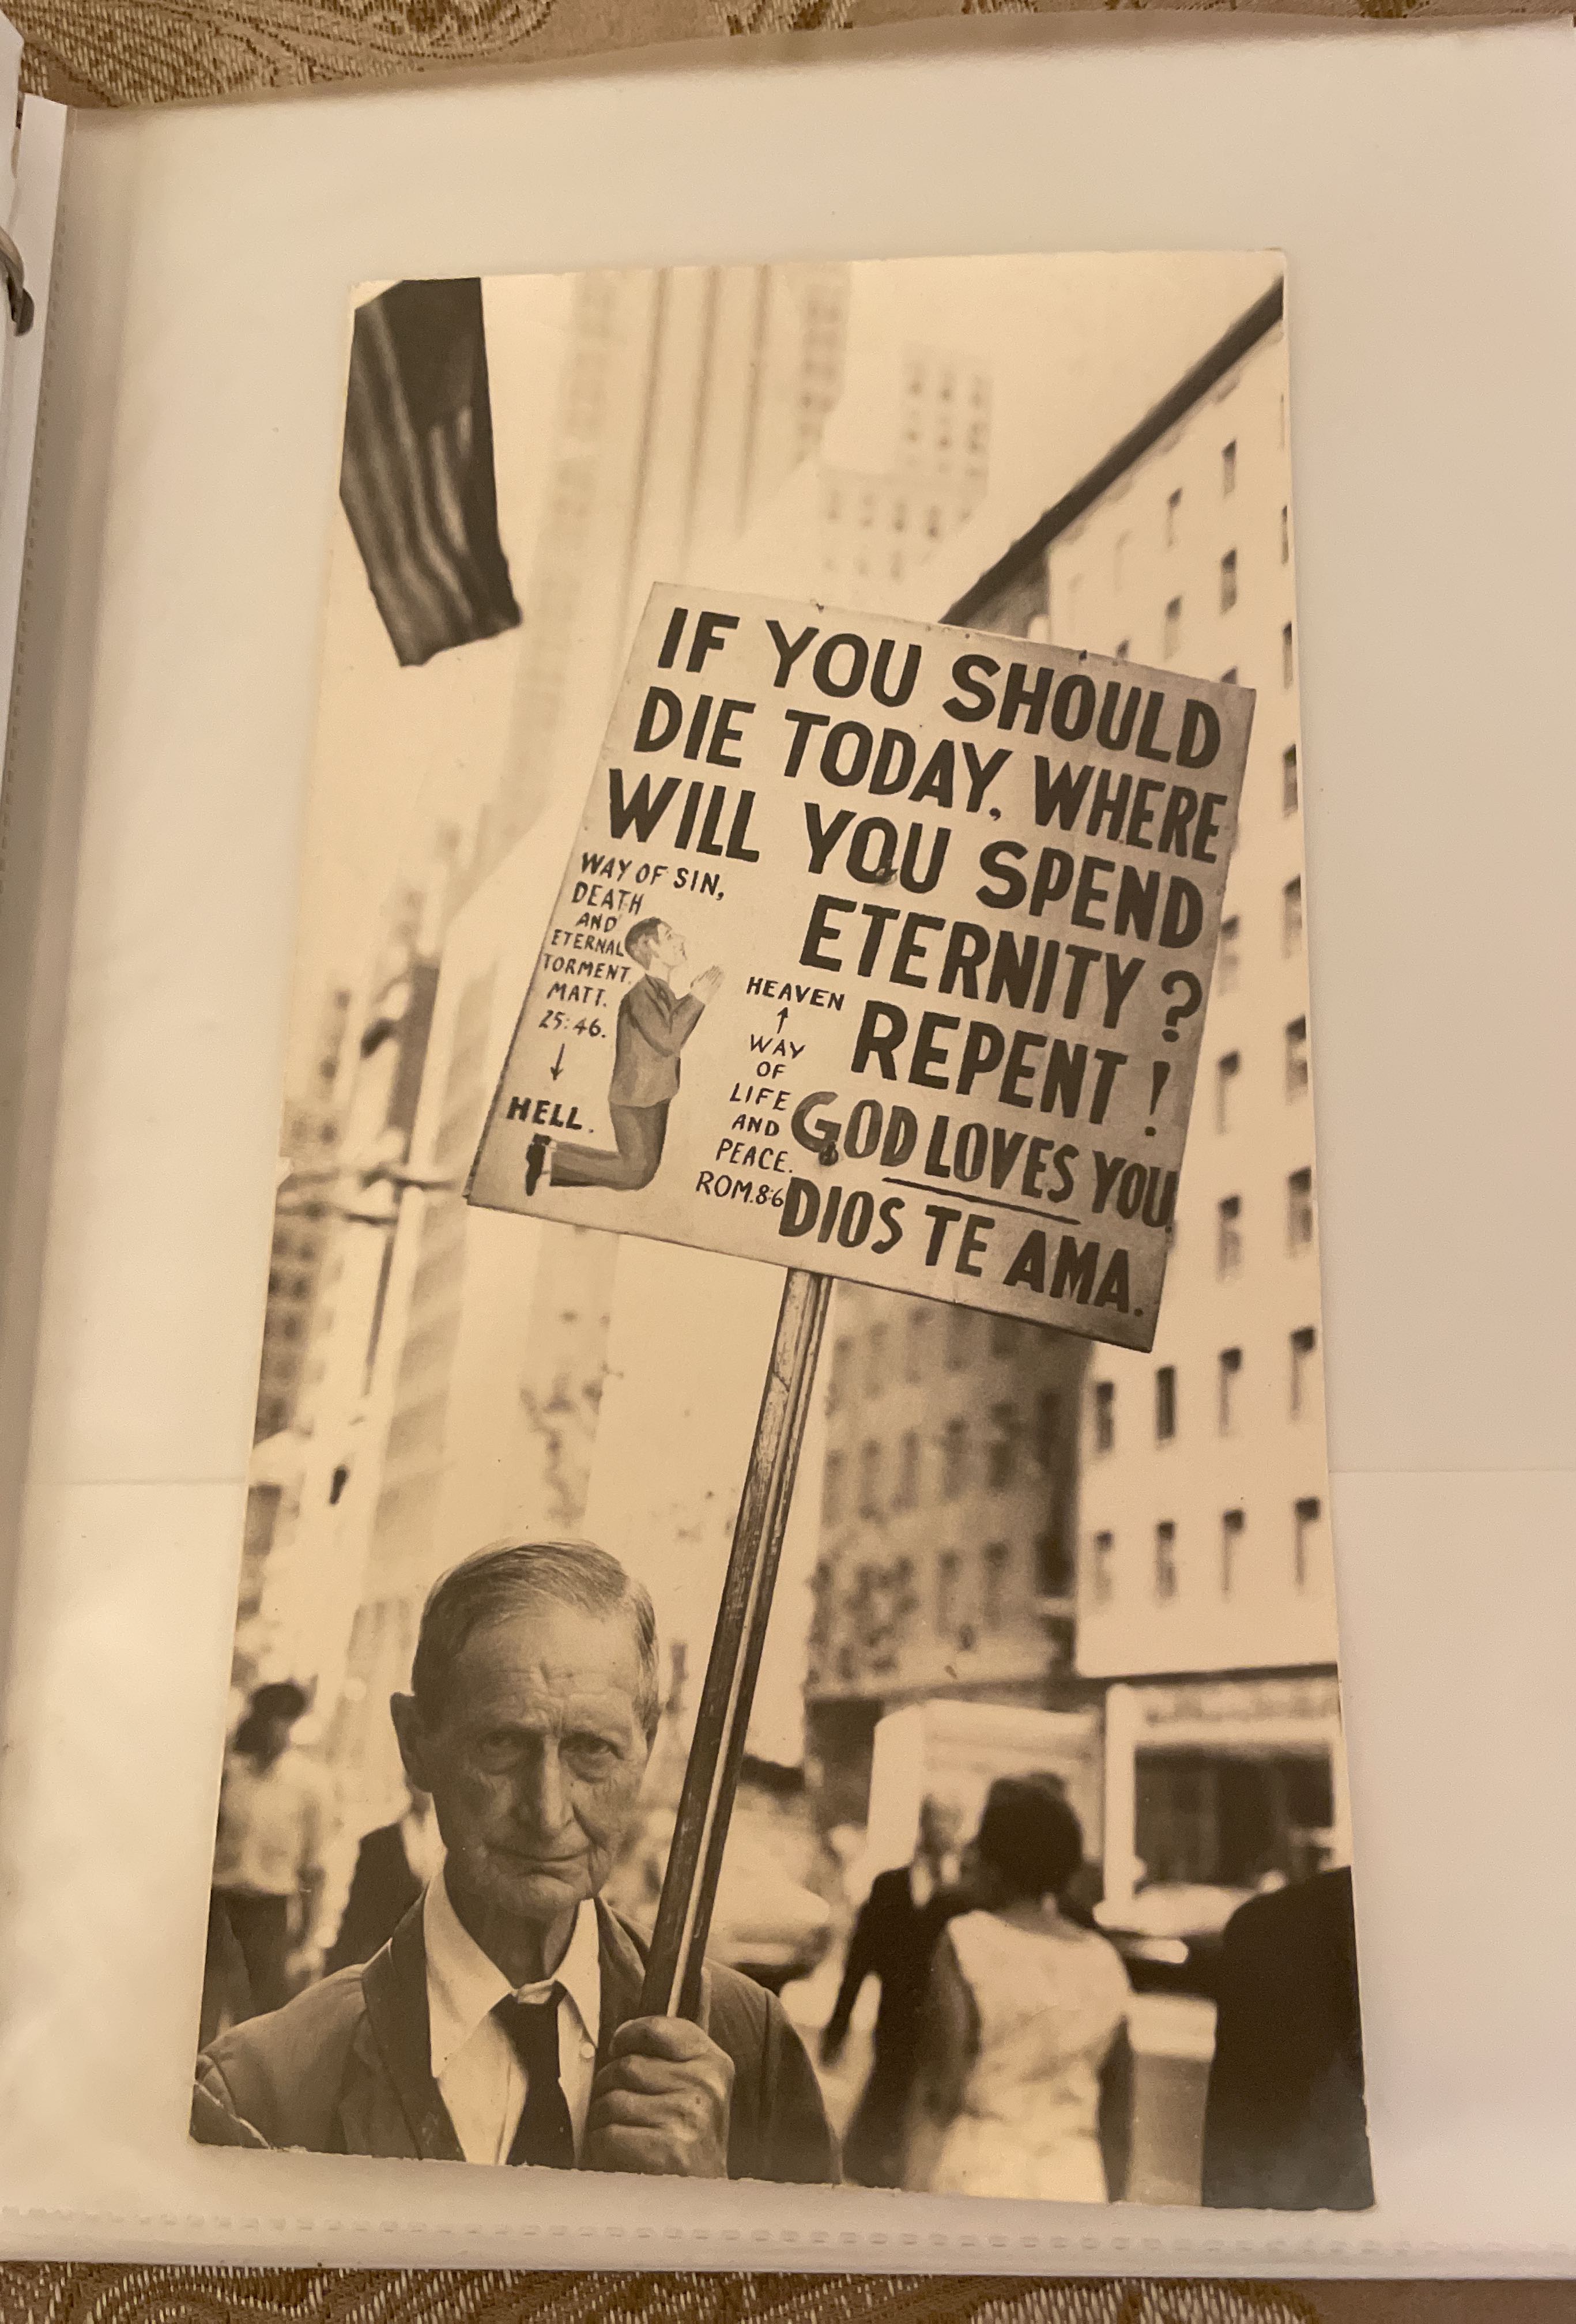 IF YOU SHOULD
DIE TODAY, WHERE
WILL YOU SPEND
ETERNITY?
REPENT!
GOD LOVES YOU.
DIOS TE AMA.
WAY OF SIN,
DEATH
AND
ETERNAL
TORMENT.
MATT.
25:46.
↓
HELL.
HEAVEN
↑
WAY
OF
LIFE
AND
PEACE.
ROM.8:6